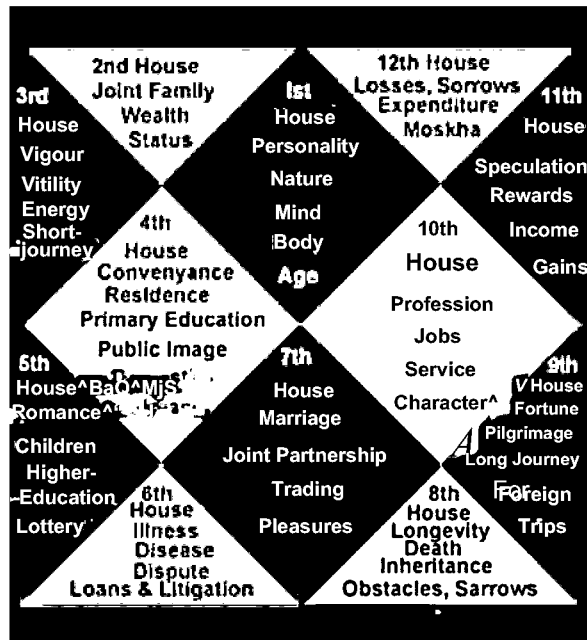 2nd House
Joint Family
Wealth
Status
Ist
House
Personality
Nature
Mind
Body
Age
12th House
Losses, Sorrows
Expenditure
Moskha
3rd
House
Vigour
Vitility
Energy
Short-
journey
11th
House
Speculation
Rewards
Income
Gains
4th
House
Convenyance
Residence
Primary Education
Public Image
10th
House
Profession
Jobs
Service
Character^
5th
House^BaQ^MjS
Romance^
Children
Higher-
Education
Lottery
7th
House
Marriage
Joint Partnership
Trading
Pleasures
9th
V House
Fortune
Pilgrimage
Long Journey
Foreign
Trips
6th
House
Illness
Disease
Dispute
Loans & Litigation
8th
House
Longevity
Death
Inheritance
Obstacles, Sarrows